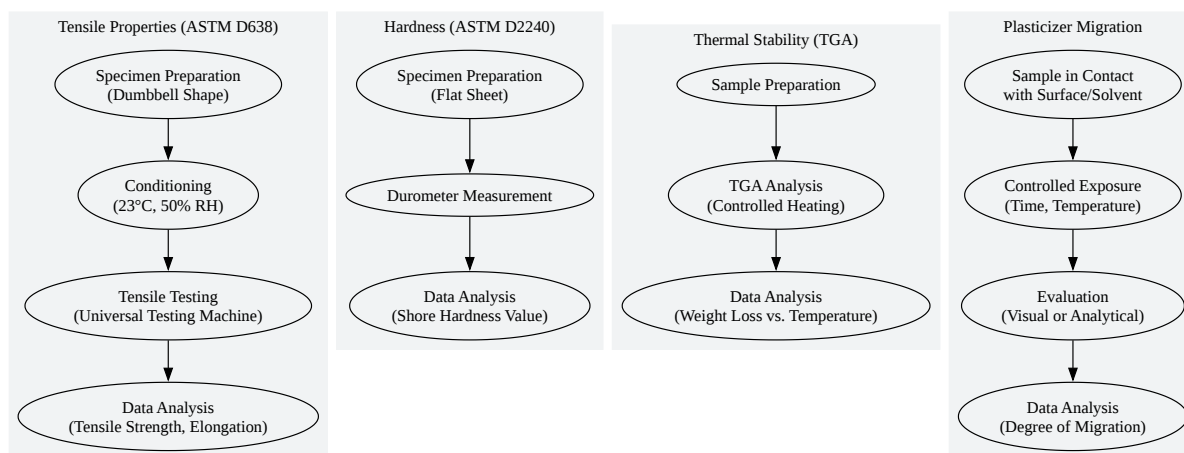 Tensile Properties (ASTM D638)
Specimen Preparation
(Dumbbell Shape)
Conditioning
(23°C, 50% RH)
Tensile Testing
(Universal Testing Machine)
Data Analysis
(Tensile Strength, Elongation)
Hardness (ASTM D2240)
Specimen Preparation
(Flat Sheet)
Durometer Measurement
Data Analysis
(Shore Hardness Value)
Thermal Stability (TGA)
Sample Preparation
TGA Analysis
(Controlled Heating)
Data Analysis
(Weight Loss vs. Temperature)
Plasticizer Migration
Sample in Contact
with Surface/Solvent
Controlled Exposure
(Time, Temperature)
Evaluation
(Visual or Analytical)
Data Analysis
(Degree of Migration)